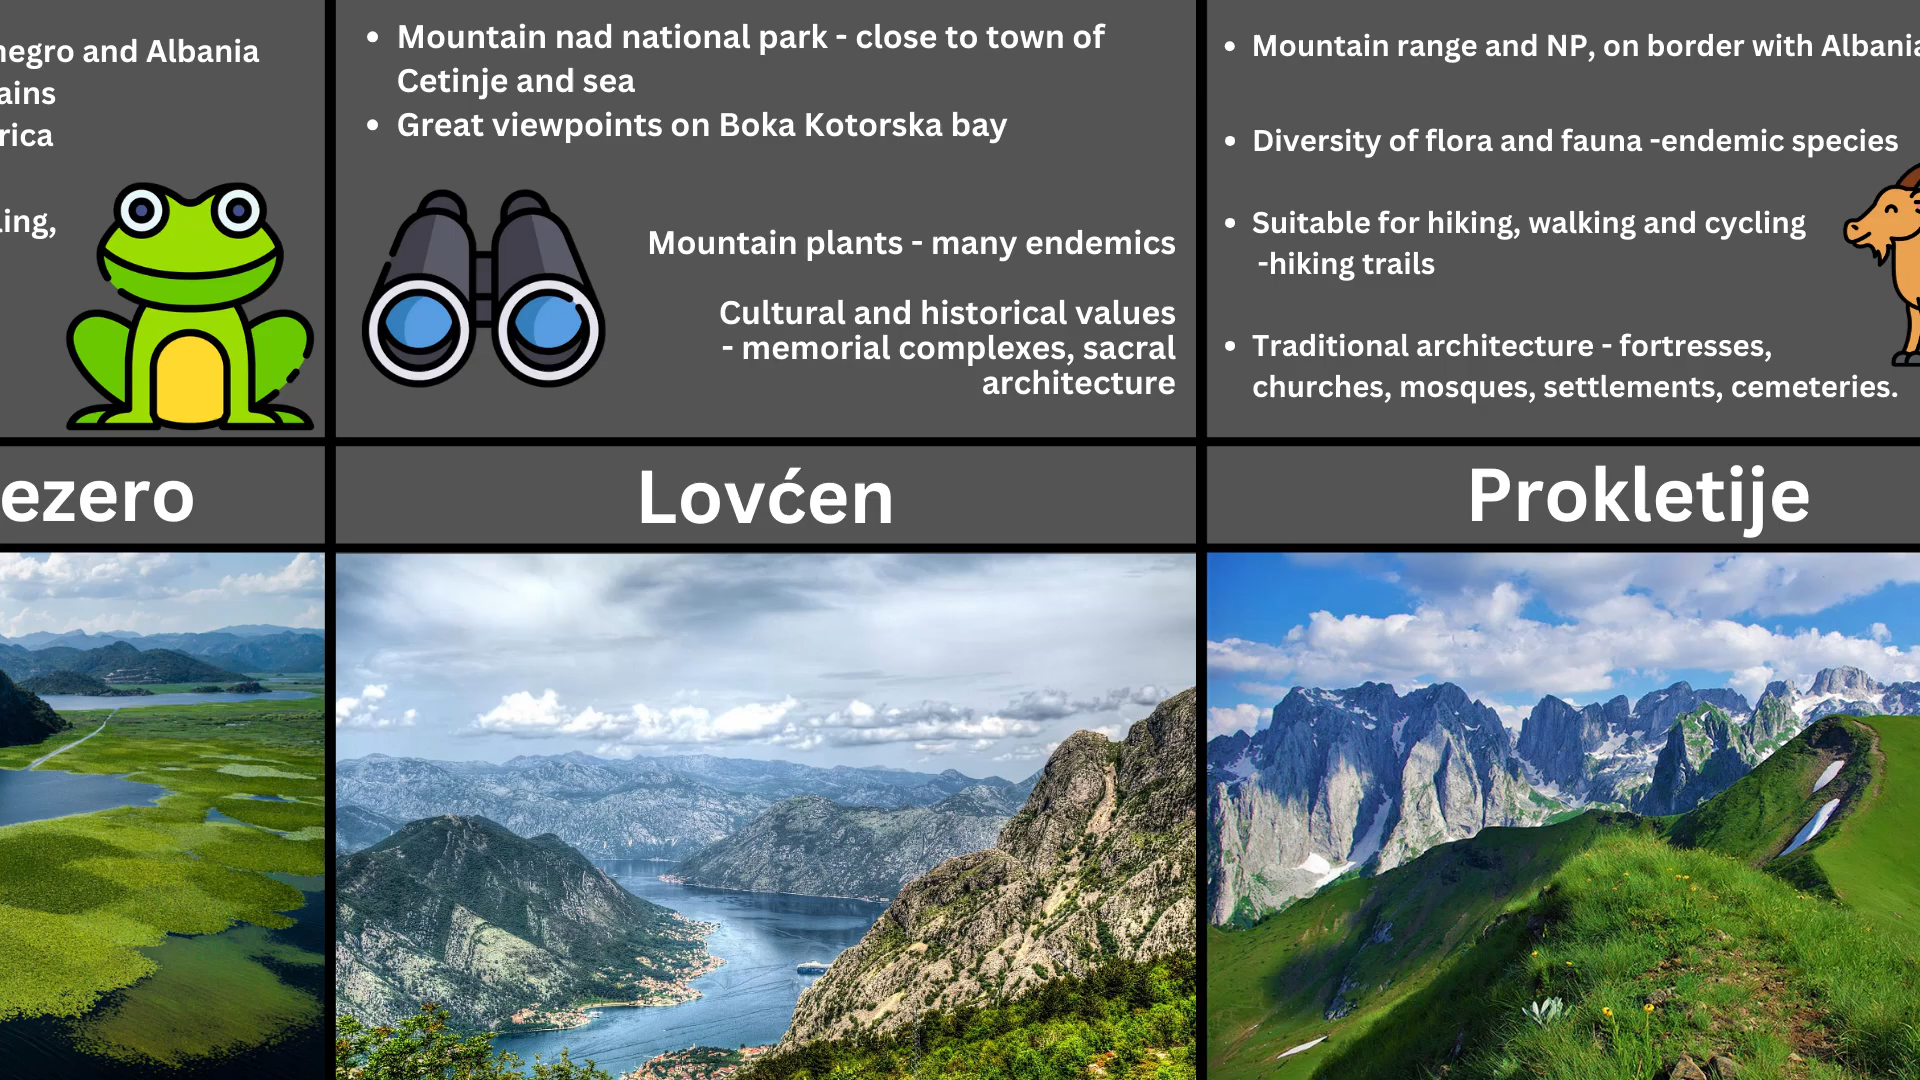 negro and Albania
ains
rica
ling,
ezero
• Mountain nad national park - close to town of
Cetinje and sea
• Great viewpoints on Boka Kotorska bay
Mountain plants - many endemics
Cultural and historical values
- memorial complexes, sacral
architecture
Lovćen
• Mountain range and NP, on border with Albania
• Diversity of flora and fauna -endemic species
• Suitable for hiking, walking and cycling
-hiking trails
• Traditional architecture - fortresses,
churches, mosques, settlements, cemeteries.
Prokletije